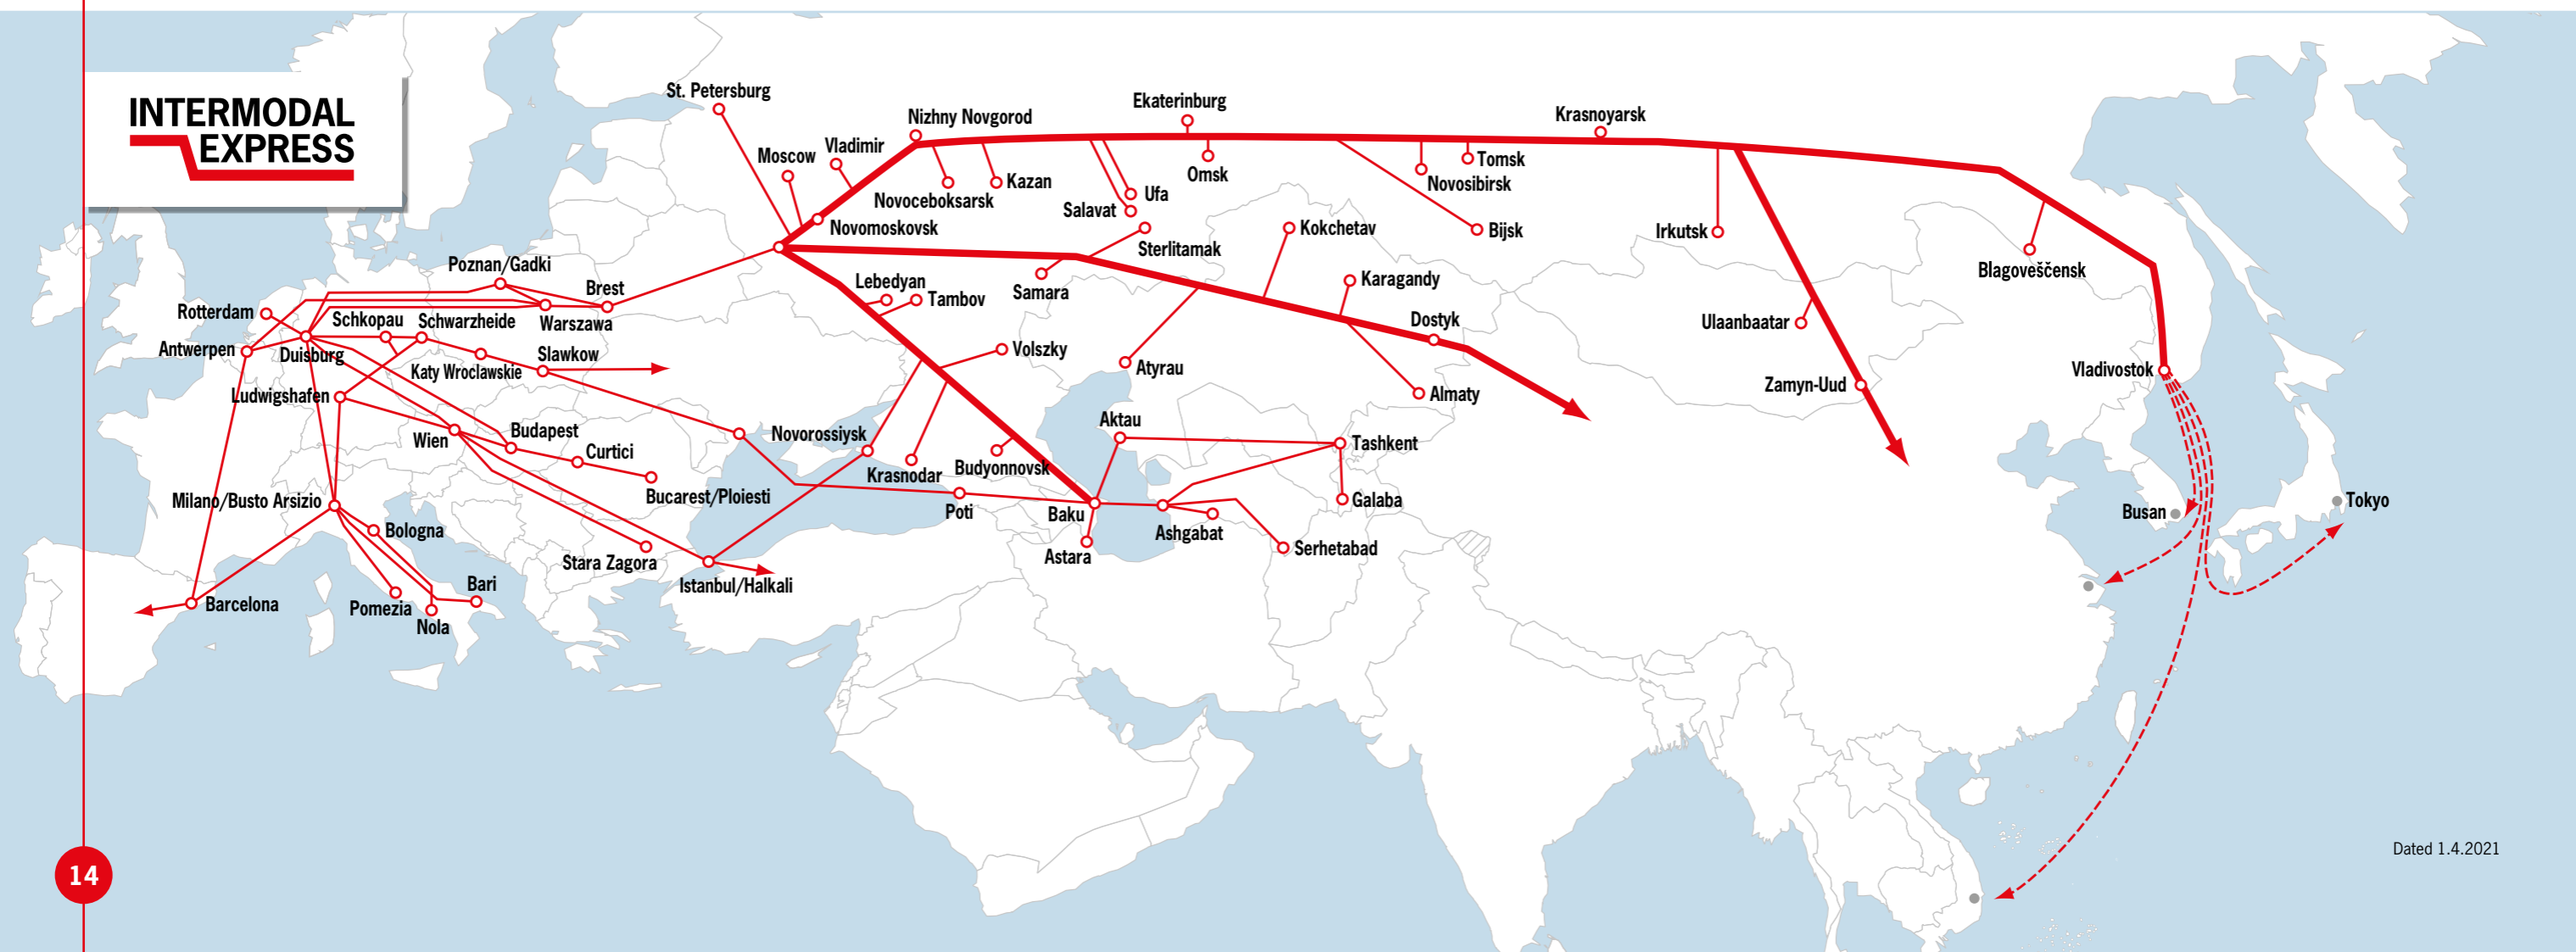 INTERMODAL
EXPRESS
St. Petersburg
Moscow
Vladimir
Nizhny Novgorod
Ekaterinburg
Krasnoyarsk
Novomoskovsk
Novoceboksarsk
Kazan
Ufa
Salavat
Omsk
Tomsk
Novosibirsk
Sterlitamak
Kokchetav
Bijsk
Irkutsk
Blagoveščensk
Poznan/Gadki
Brest
Lebedyan
Tambov
Samara
Karagandy
Rotterdam
Schkopau
Schwarzheide
Warszawa
Dostyk
Ulaanbaatar
Antwerpen
Duisburg
Katy Wroclawskie
Slawkow
Volszky
Atyrau
Vladivostok
Ludwigshafen
Almaty
Zamyn-Uud
Wien
Budapest
Curtici
Novorossiysk
Aktau
Tashkent
Krasnodar
Budyonnovsk
Milano/Busto Arsizio
Bucarest/Ploiesti
Poti
Baku
Galaba
Busan
Tokyo
Bologna
Ashgabat
Serhetabad
Astara
Stara Zagora
Istanbul/Halkali
Bari
Barcelona
Pomezia
Nola
Dated 1.4.2021
14